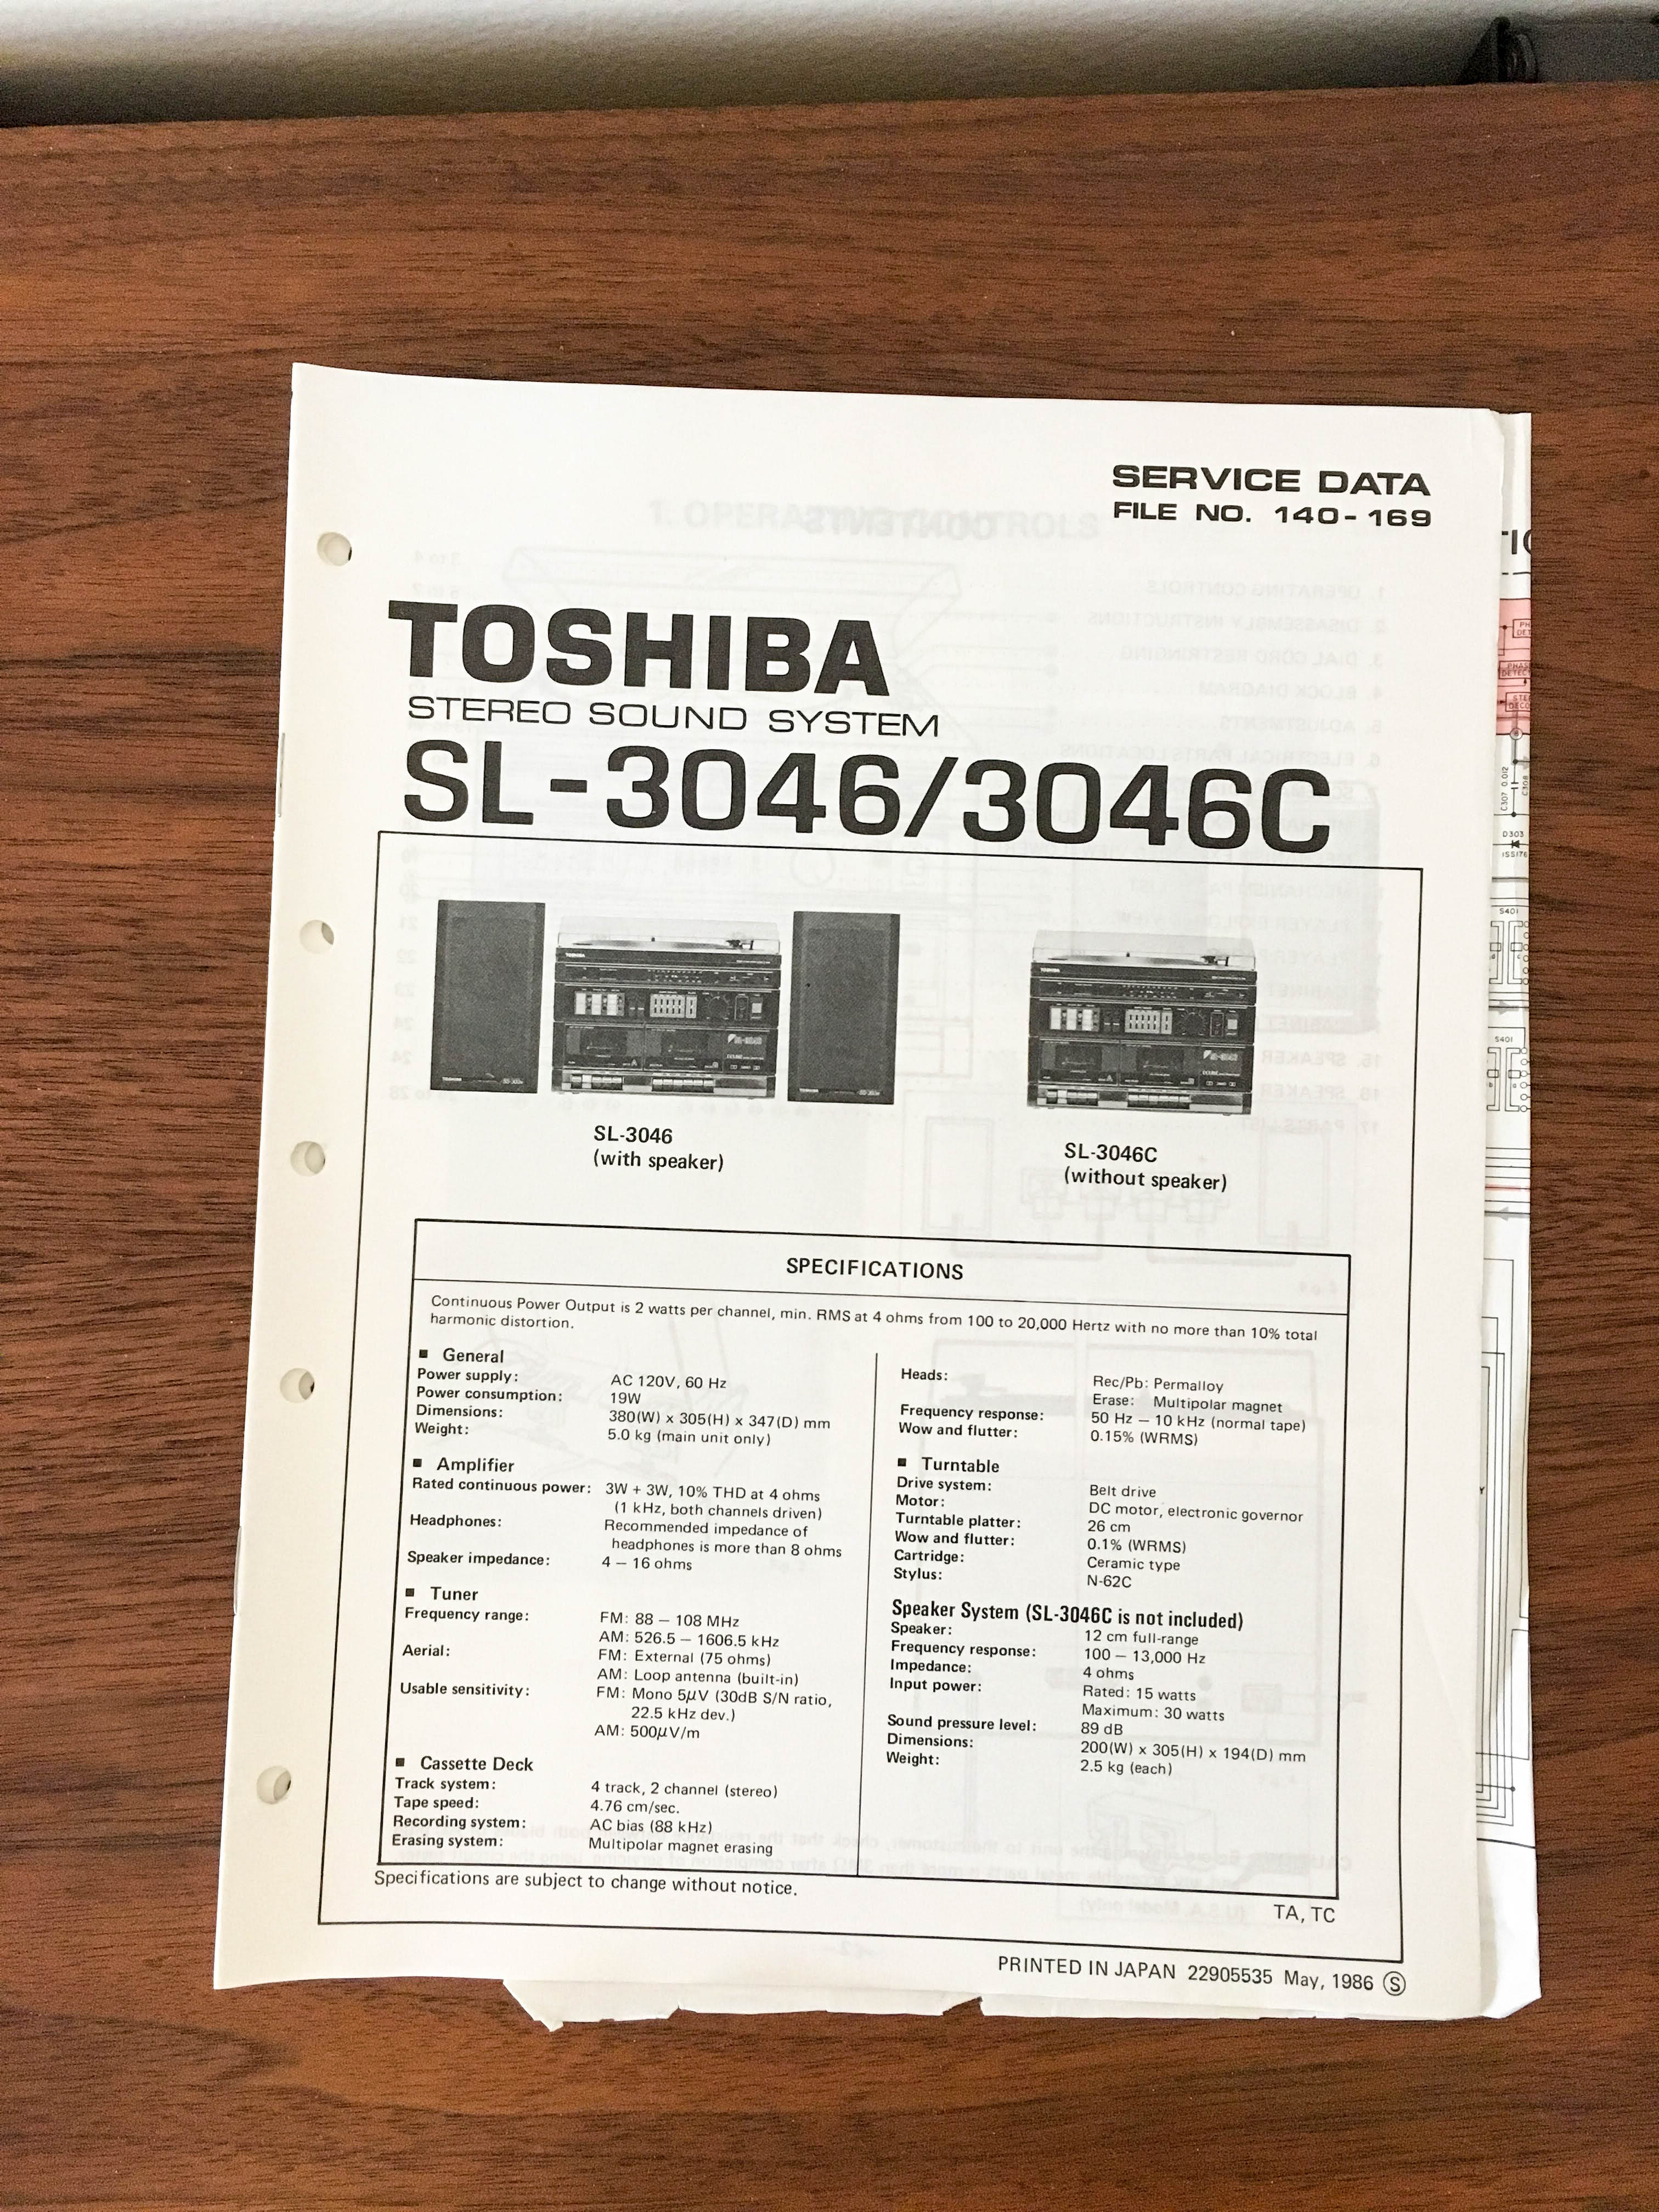 SERVICE DATA
FILE NO. 140-169
TOSHIBA
STEREO SOUND SYSTEM
SL-3046/3046C
SL-3046
(with speaker)
SL-3046C
(without speaker)
SPECIFICATIONS
Continuous Power Output is 2 watts per channel, min. RMS at 4 ohms from 100 to 20,000 Hertz with no more than 10% total
harmonic distortion.
■ General
Power supply: AC 120V, 60 Hz
Power consumption: 19W
Dimensions: 380(W) x 305(H) x 347(D) mm
Weight: 5.0 kg (main unit only)
■ Amplifier
Rated continuous power: 3W + 3W, 10% THD at 4 ohms
(1 kHz, both channels driven)
Headphones: Recommended impedance of
headphones is more than 8 ohms
Speaker impedance: 4 – 16 ohms
■ Tuner
Frequency range: FM: 88 – 108 MHz
AM: 526.5 – 1606.5 kHz
Aerial: FM: External (75 ohms)
AM: Loop antenna (built-in)
Usable sensitivity: FM: Mono 5μV (30dB S/N ratio,
22.5 kHz dev.)
AM: 500μV/m
■ Cassette Deck
Track system: 4 track, 2 channel (stereo)
Tape speed: 4.76 cm/sec.
Recording system: AC bias (88 kHz)
Erasing system: Multipolar magnet erasing
Heads: Rec/Pb: Permalloy
Erase: Multipolar magnet
Frequency response: 50 Hz – 10 kHz (normal tape)
Wow and flutter: 0.15% (WRMS)
■ Turntable
Drive system: Belt drive
Motor: DC motor, electronic governor
Turntable platter: 26 cm
Wow and flutter: 0.1% (WRMS)
Cartridge: Ceramic type
Stylus: N-62C
Speaker System (SL-3046C is not included)
Speaker: 12 cm full-range
Frequency response: 100 – 13,000 Hz
Impedance: 4 ohms
Input power: Rated: 15 watts
Maximum: 30 watts
Sound pressure level: 89 dB
Dimensions: 200(W) x 305(H) x 194(D) mm
Weight: 2.5 kg (each)
Specifications are subject to change without notice.
TA, TC
PRINTED IN JAPAN 22905535 May, 1986 Ⓢ
C307 0.012
D303
S401
S401